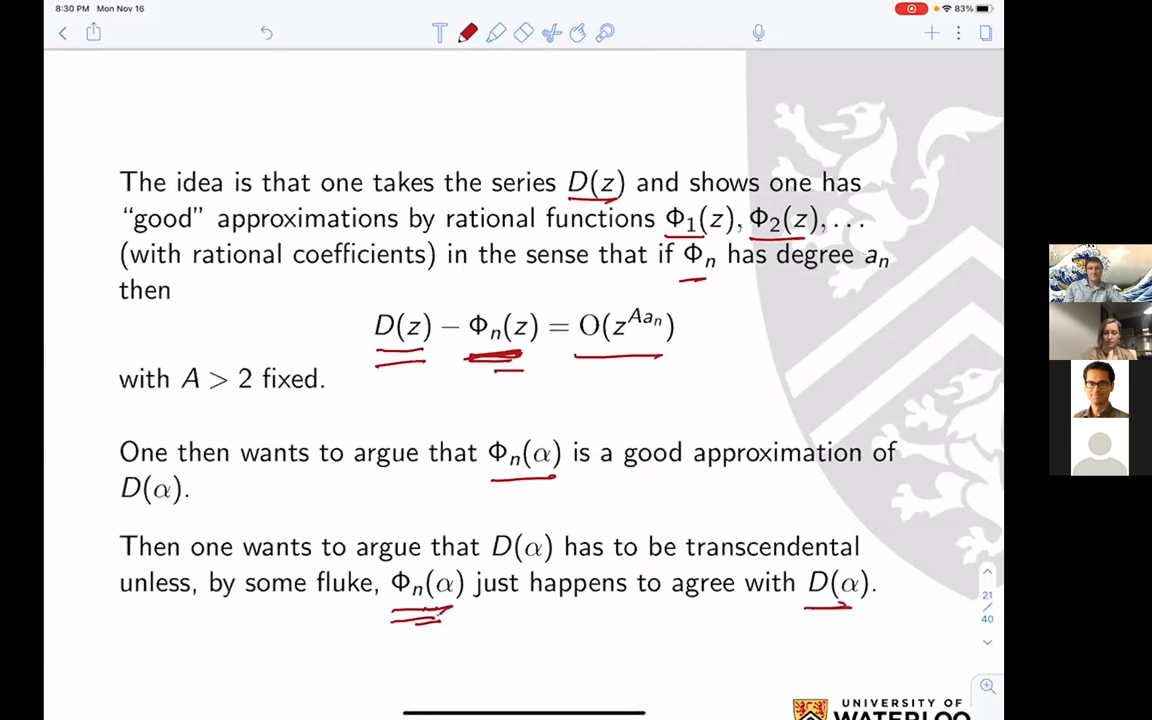 8:30 PM Mon Nov 16
83%
The idea is that one takes the series D(z) and shows one has
“good” approximations by rational functions Φ₁(z), Φ₂(z), …
(with rational coefficients) in the sense that if Φₙ has degree aₙ
then
D(z) − Φₙ(z) = O(z^{Aaₙ})
with A > 2 fixed.
One then wants to argue that Φₙ(α) is a good approximation of
D(α).
Then one wants to argue that D(α) has to be transcendental
unless, by some fluke, Φₙ(α) just happens to agree with D(α).
21
/
40
UNIVERSITY OF
WATERLOO